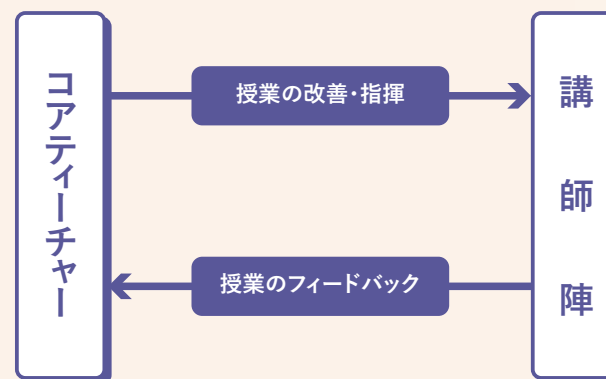 コアティーチャー
授業の改善・指揮
授業のフィードバック
講師陣